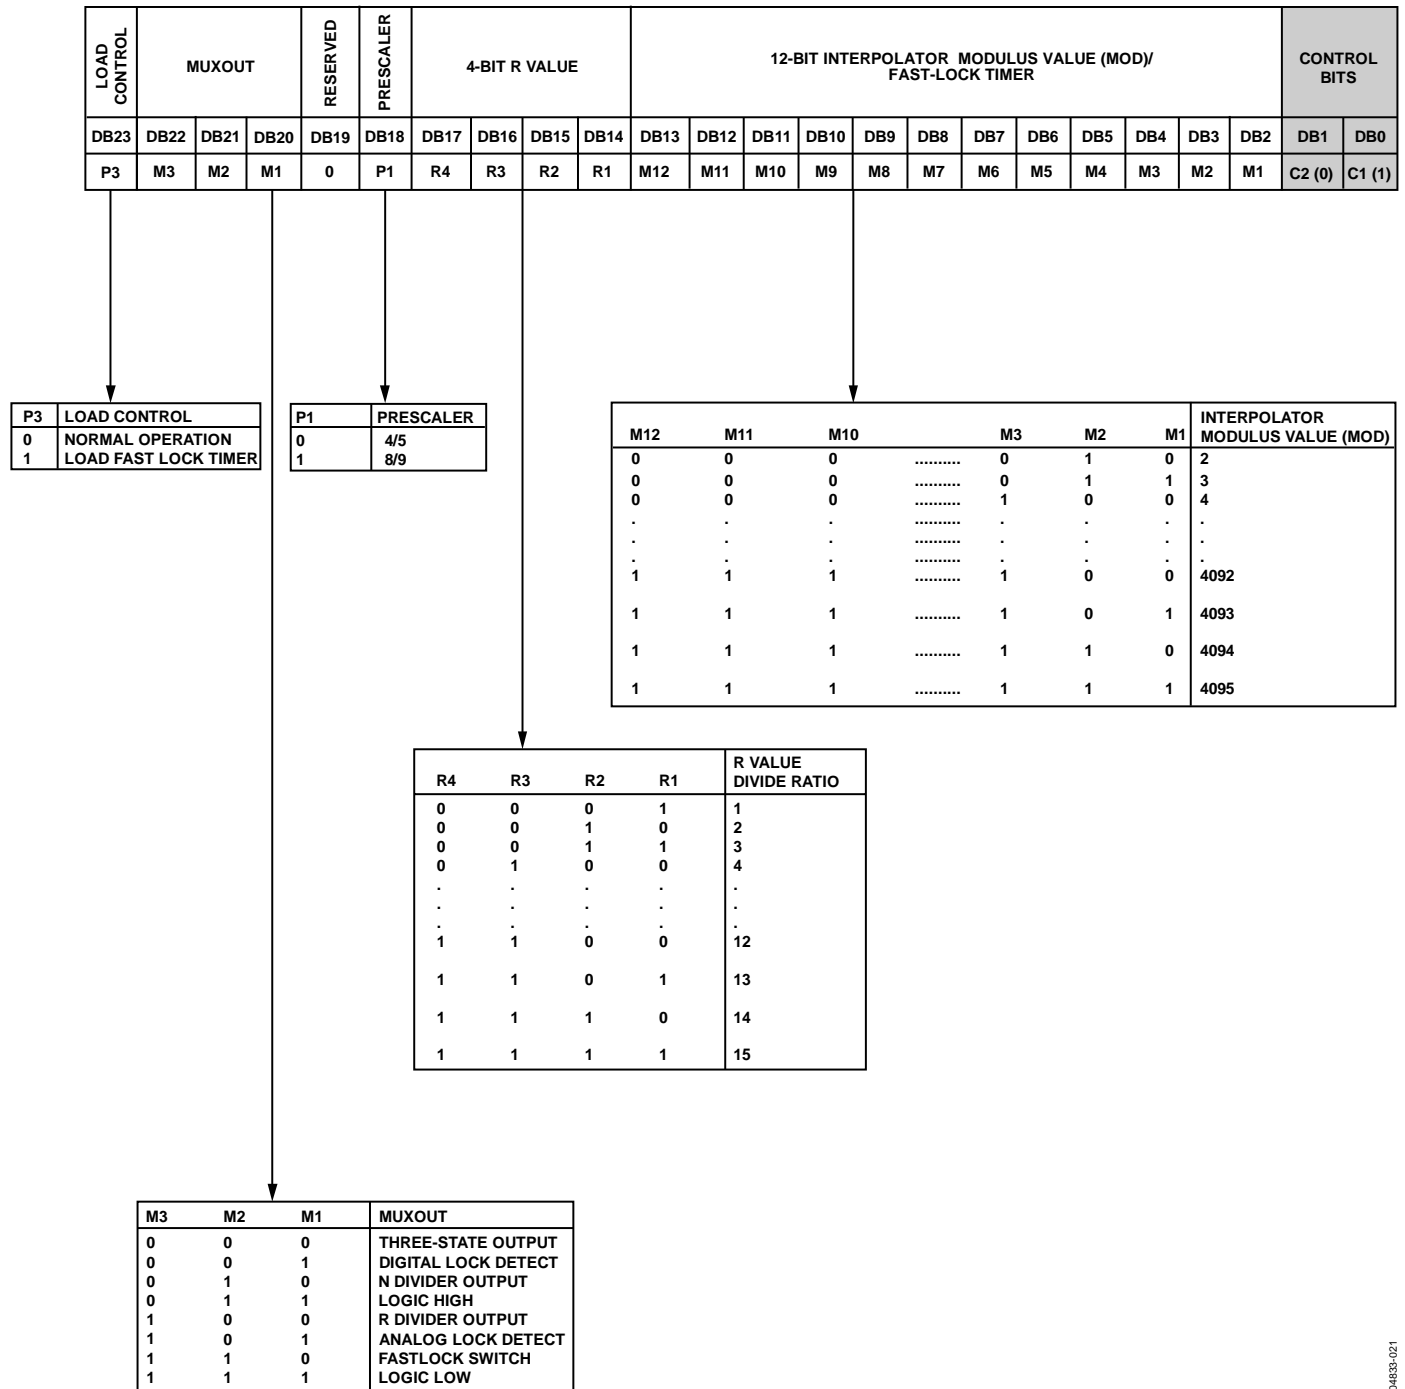 LOAD CONTROL
MUXOUT
RESERVED
PRESCALER
4-BIT R VALUE
12-BIT INTERPOLATOR MODULUS VALUE (MOD)/
FAST-LOCK TIMER
CONTROL
BITS
DB23 DB22 DB21 DB20 DB19 DB18 DB17 DB16 DB15 DB14 DB13 DB12 DB11 DB10 DB9 DB8 DB7 DB6 DB5 DB4 DB3 DB2 DB1 DB0
P3 M3 M2 M1 0 P1 R4 R3 R2 R1 M12 M11 M10 M9 M8 M7 M6 M5 M4 M3 M2 M1 C2 (0) C1 (1)
P3 LOAD CONTROL
0 NORMAL OPERATION
1 LOAD FAST LOCK TIMER
P1 PRESCALER
0 4/5
1 8/9
INTERPOLATOR
M12 M11 M10 M3 M2 M1 MODULUS VALUE (MOD)
0 0 0 .......... 0 1 0 2
0 0 0 .......... 0 1 1 3
0 0 0 .......... 1 0 0 4
. . . .......... . . . .
. . . .......... . . . .
. . . .......... . . . .
1 1 1 .......... 1 0 0 4092
1 1 1 .......... 1 0 1 4093
1 1 1 .......... 1 1 0 4094
1 1 1 .......... 1 1 1 4095
R VALUE
R4 R3 R2 R1 DIVIDE RATIO
0 0 0 1 1
0 0 1 0 2
0 0 1 1 3
0 1 0 0 4
. . . . .
. . . . .
. . . . .
1 1 0 0 12
1 1 0 1 13
1 1 1 0 14
1 1 1 1 15
M3 M2 M1 MUXOUT
0 0 0 THREE-STATE OUTPUT
0 0 1 DIGITAL LOCK DETECT
0 1 0 N DIVIDER OUTPUT
0 1 1 LOGIC HIGH
1 0 0 R DIVIDER OUTPUT
1 0 1 ANALOG LOCK DETECT
1 1 0 FASTLOCK SWITCH
1 1 1 LOGIC LOW
04833-021